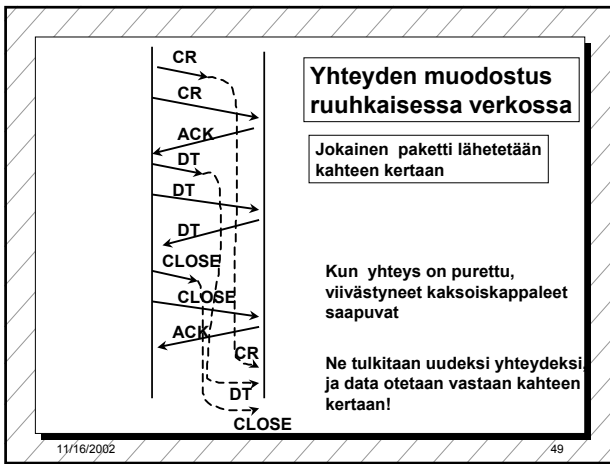 CR
CR
ACK
DT
DT
DT
CLOSE
CLOSE
ACK
CR
DT
CLOSE
Yhteyden muodostus
ruuhkaisessa verkossa
Jokainen paketti lähetetään
kahteen kertaan
Kun yhteys on purettu,
viivästyneet kaksoiskappaleet
saapuvat
Ne tulkitaan uudeksi yhteydeksi,
ja data otetaan vastaan kahteen
kertaan!
11/16/2002
49